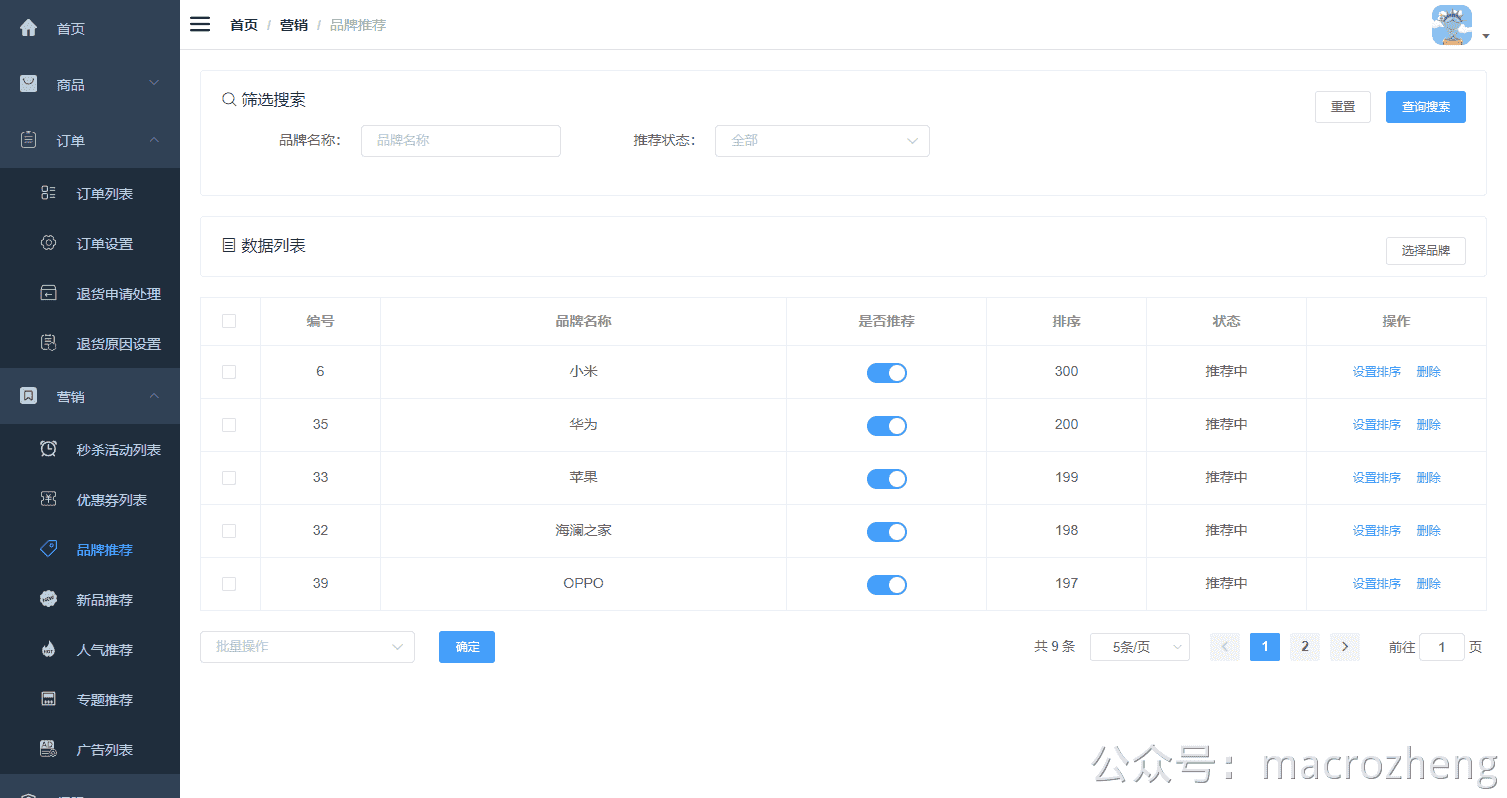 首页
商品
订单
订单列表
订单设置
退货申请处理
退货原因设置
营销
秒杀活动列表
优惠券列表
品牌推荐
新品推荐
人气推荐
专题推荐
广告列表
首页 / 营销 / 品牌推荐
筛选搜索
重置 查询搜索
品牌名称： 品牌名称 推荐状态： 全部
数据列表
选择品牌
编号 品牌名称 是否推荐 排序 状态 操作
6 小米 300 推荐中 设置排序 删除
35 华为 200 推荐中 设置排序 删除
33 苹果 199 推荐中 设置排序 删除
32 海澜之家 198 推荐中 设置排序 删除
39 OPPO 197 推荐中 设置排序 删除
批量操作 确定 共 9 条 5条/页 1 2 前往 1 页
公众号：macrozheng